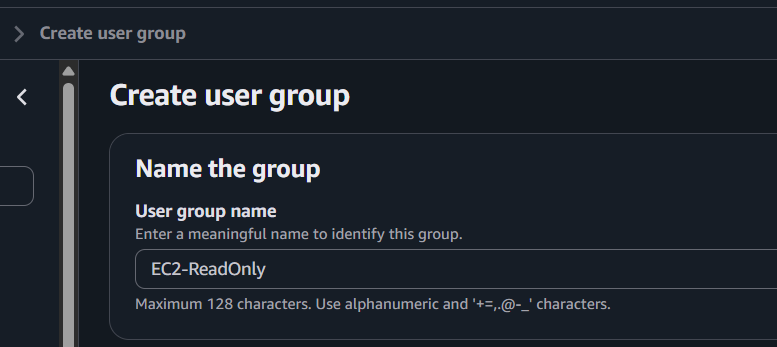 Create user group
Create user group
Name the group
User group name
Enter a meaningful name to identify this group.
EC2-ReadOnly
Maximum 128 characters. Use alphanumeric and '+=,.@-_' characters.